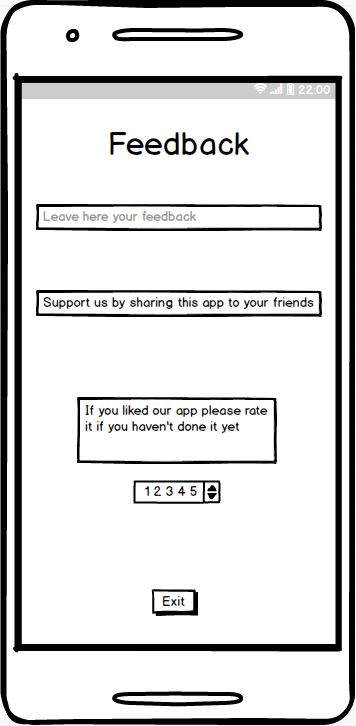 22:00
Feedback
Leave here your feedback
Support us by sharing this app to your friends
If you liked our app please rate
it if you haven't done it yet
1 2 3 4 5
Exit